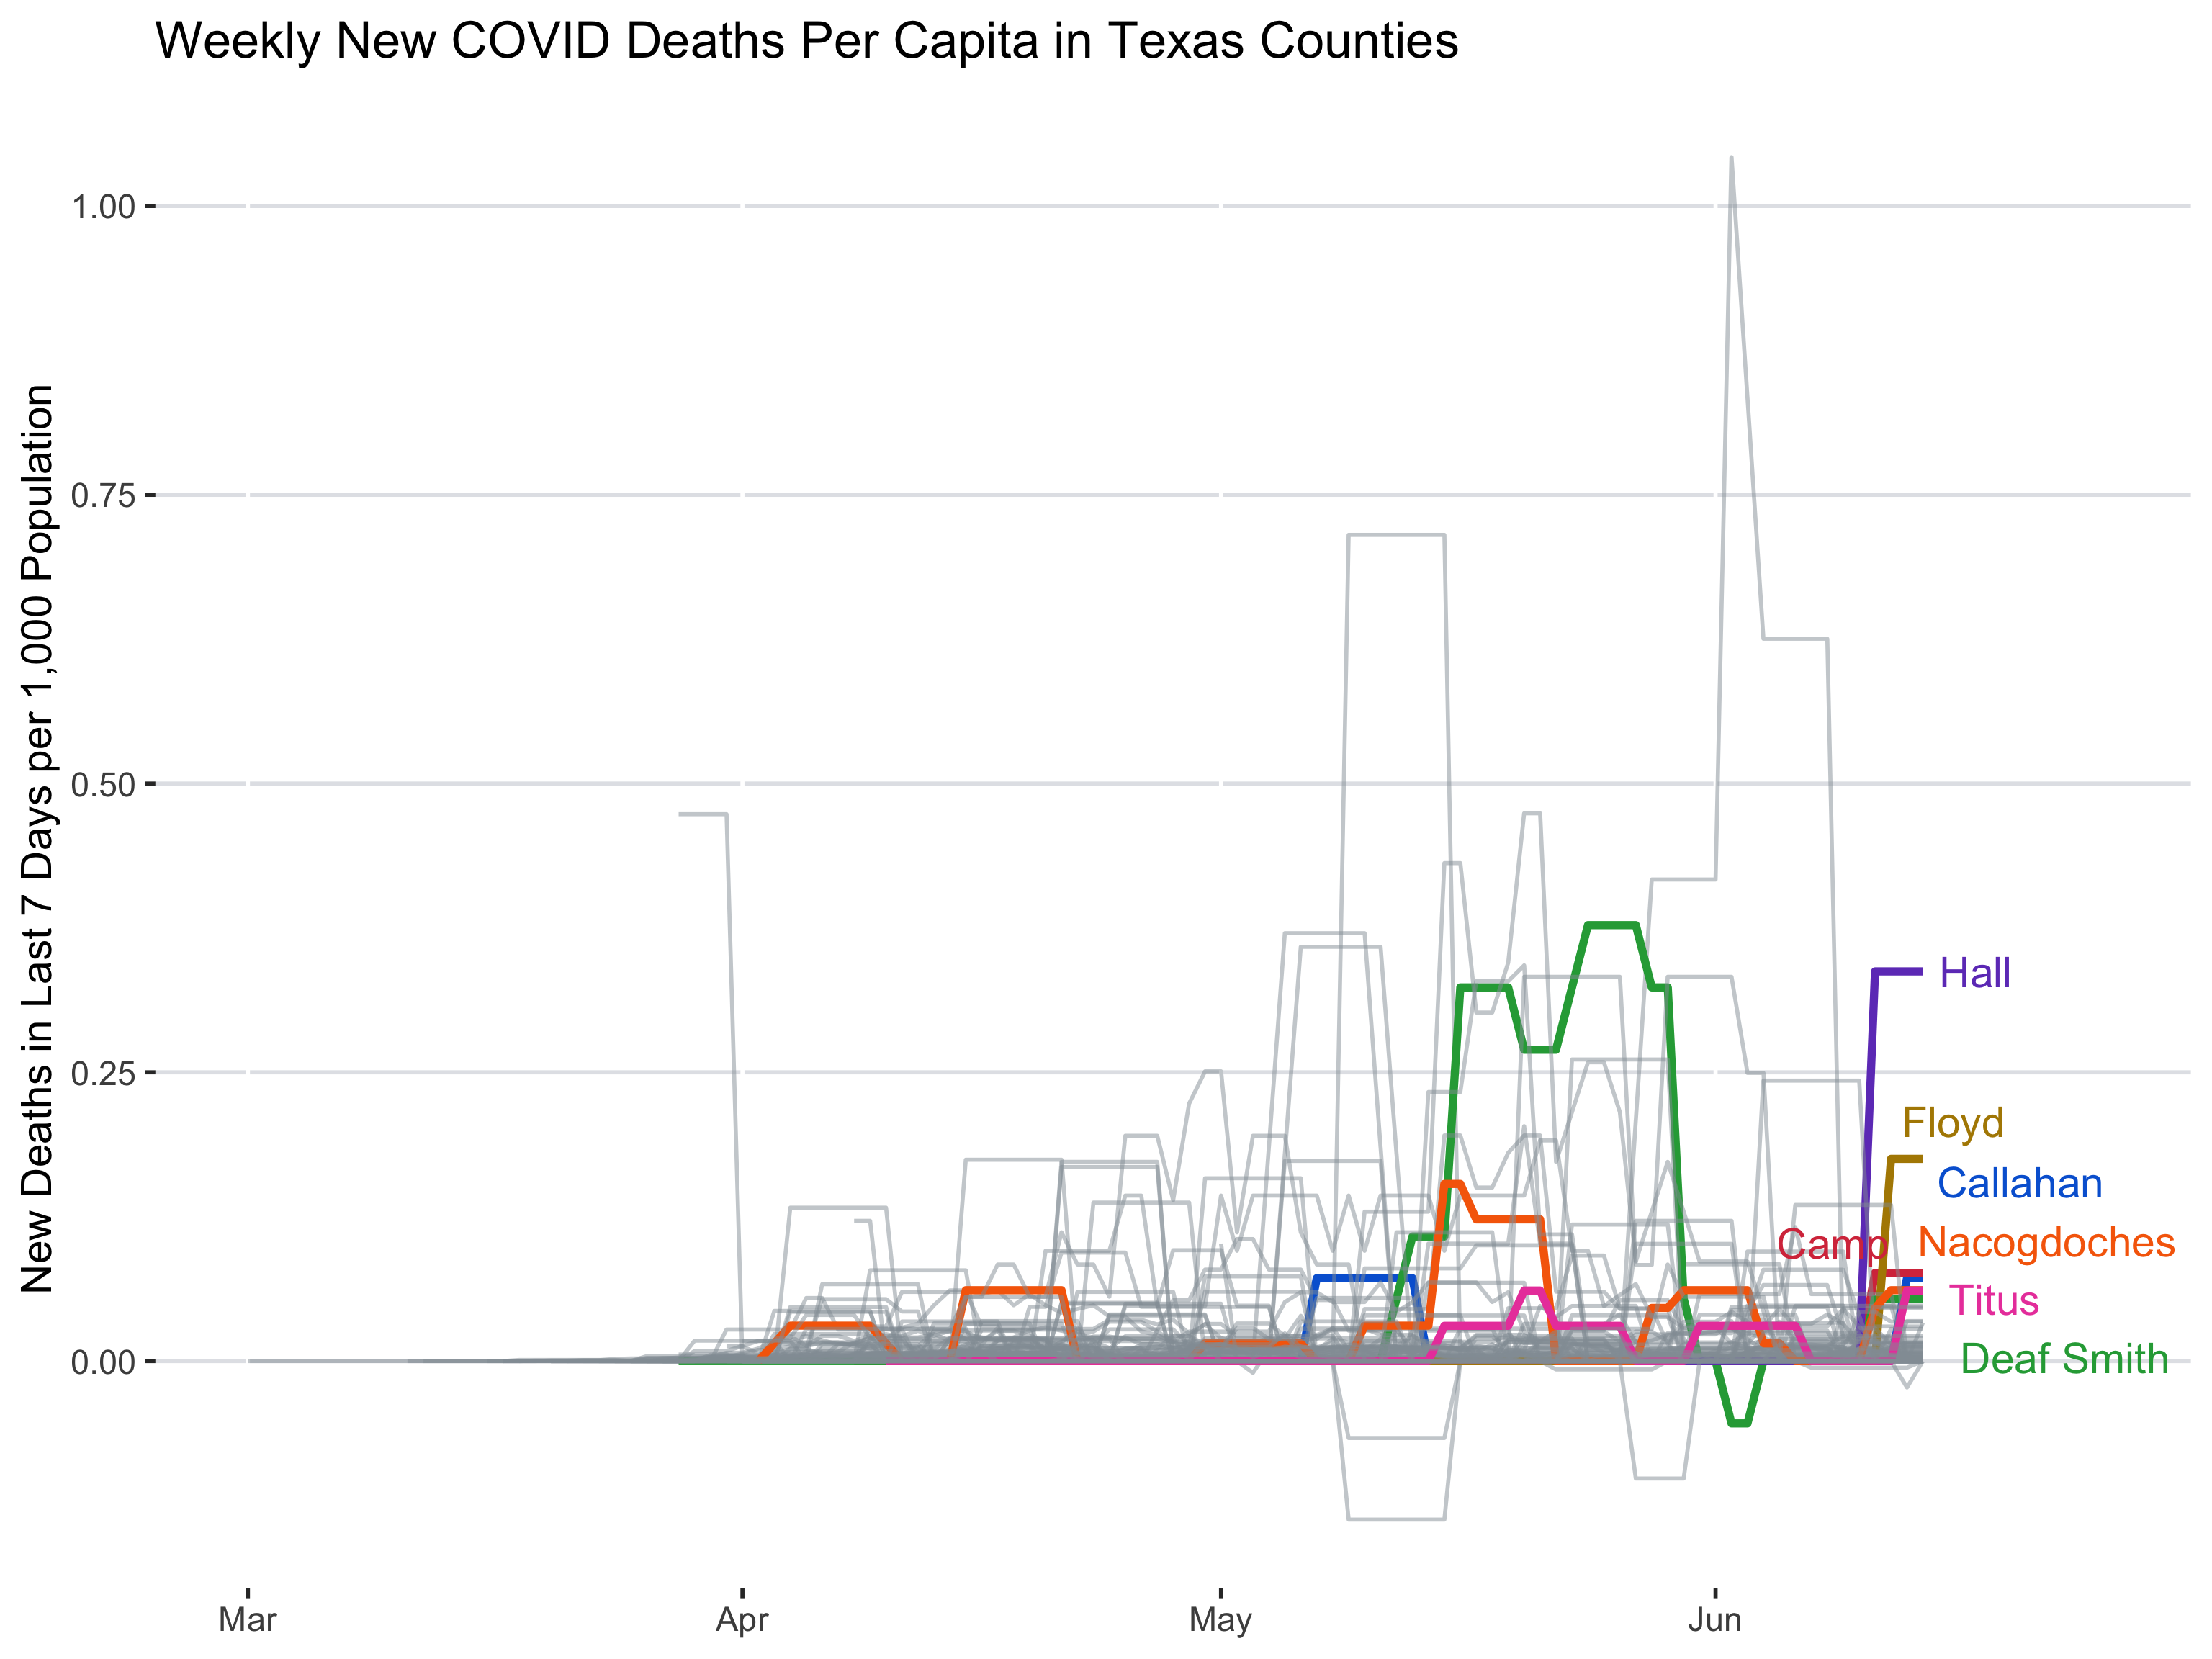 Weekly New COVID Deaths Per Capita in Texas Counties
New Deaths in Last 7 Days per 1,000 Population
1.00
0.75
0.50
0.25
0.00
Hall
Floyd
Callahan
Camp
Nacogdoches
Titus
Deaf Smith
Mar
Apr
May
Jun